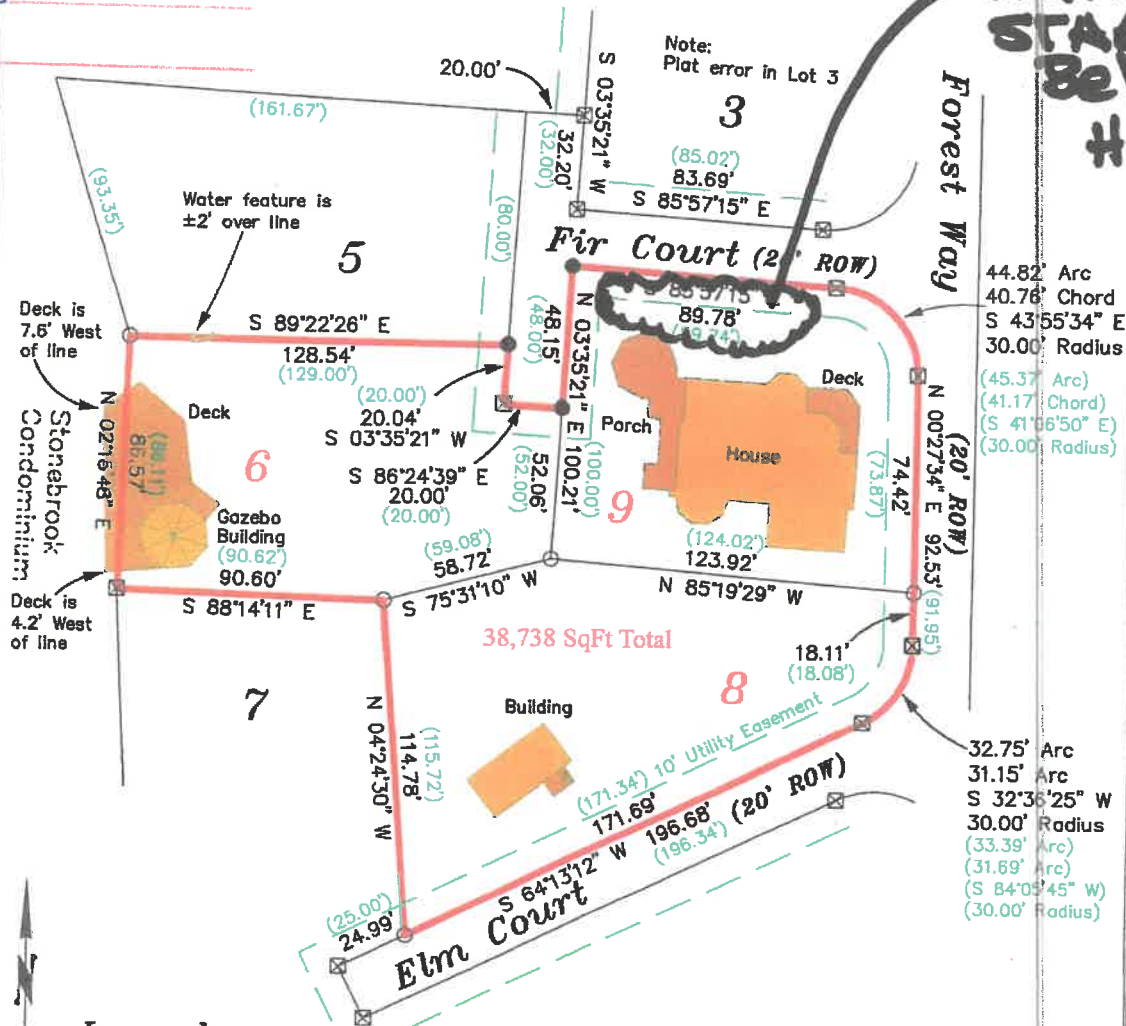 STA
Be
H
Note:
Plat error in Lot 3
3
20.00'
S 03°35'21" W
32.20'
(32.00')
(85.02')
83.69'
S 85°57'15" E
Forest Way
(161.67')
(93.35')
Water feature is
±2' over line
5
(80.00')
Fir Court (2 ' ROW)
S 85°57'15
89.78'
44.82' Arc
40.76' Chord
S 43°55'34" E
30.00' Radius
(45.37' Arc)
(41.17' Chord)
(S 41°06'50" E)
(30.00' Radius)
Deck is
7.6' West
of line
S 89°22'26" E
128.54'
(129.00')
48.15'
(48.00')
N 03°35'21" E 100.21'
(100.00')
(20.00')
20.04'
S 03°35'21" W
S 86°24'39" E
20.00'
(20.00')
52.06'
(52.00')
Stonebrook
Condominium
N 02°16'48" E
86.57'
(86.11')
Deck
6
Gazebo
Building
(90.62')
90.60'
S 88°14'11" E
Deck is
4.2' West
of line
Porch
Deck
House
9
(73.87')
74.42'
N 00°27'34" E 92.53'
(91.95')
(20' ROW)
(124.02')
123.92'
N 85°19'29" W
(59.08')
58.72'
S 75°31'10" W
38,738 SqFt Total
18.11'
(18.08')
7
8
N 04°24'30" W
114.78'
(115.72')
Building
(171.34') 10' Utility Easement
171.69'
S 64°13'12" W 196.68' (20' ROW)
(196.34')
32.75' Arc
31.15' Arc
S 32°36'25" W
30.00' Radius
(33.39' Arc)
(31.69' Arc)
(S 84°05'45" W)
(30.00' Radius)
(25.00')
24.99'
Elm Court
N